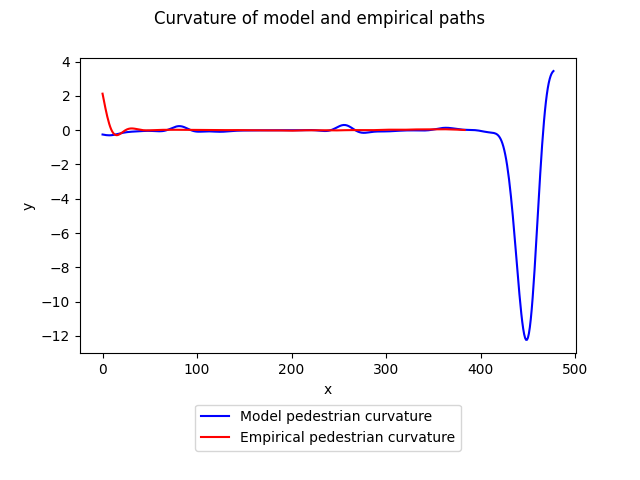 Curvature of model and empirical paths
4
2
0
−2
−4
−6
−8
−10
−12
y
0 100 200 300 400 500
x
Model pedestrian curvature
Empirical pedestrian curvature